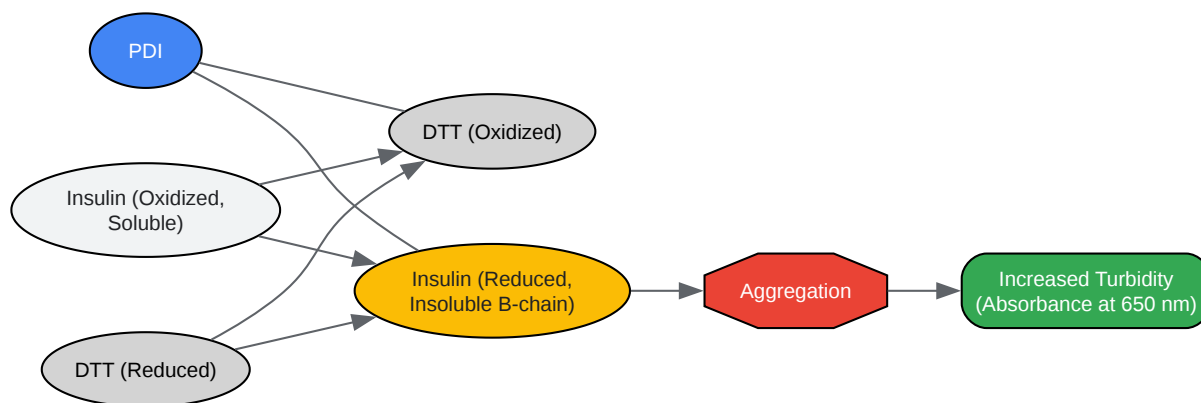 PDI
DTT (Oxidized)
Insulin (Oxidized,
Soluble)
Insulin (Reduced,
Insoluble B-chain)
Aggregation
Increased Turbidity
(Absorbance at 650 nm)
DTT (Reduced)